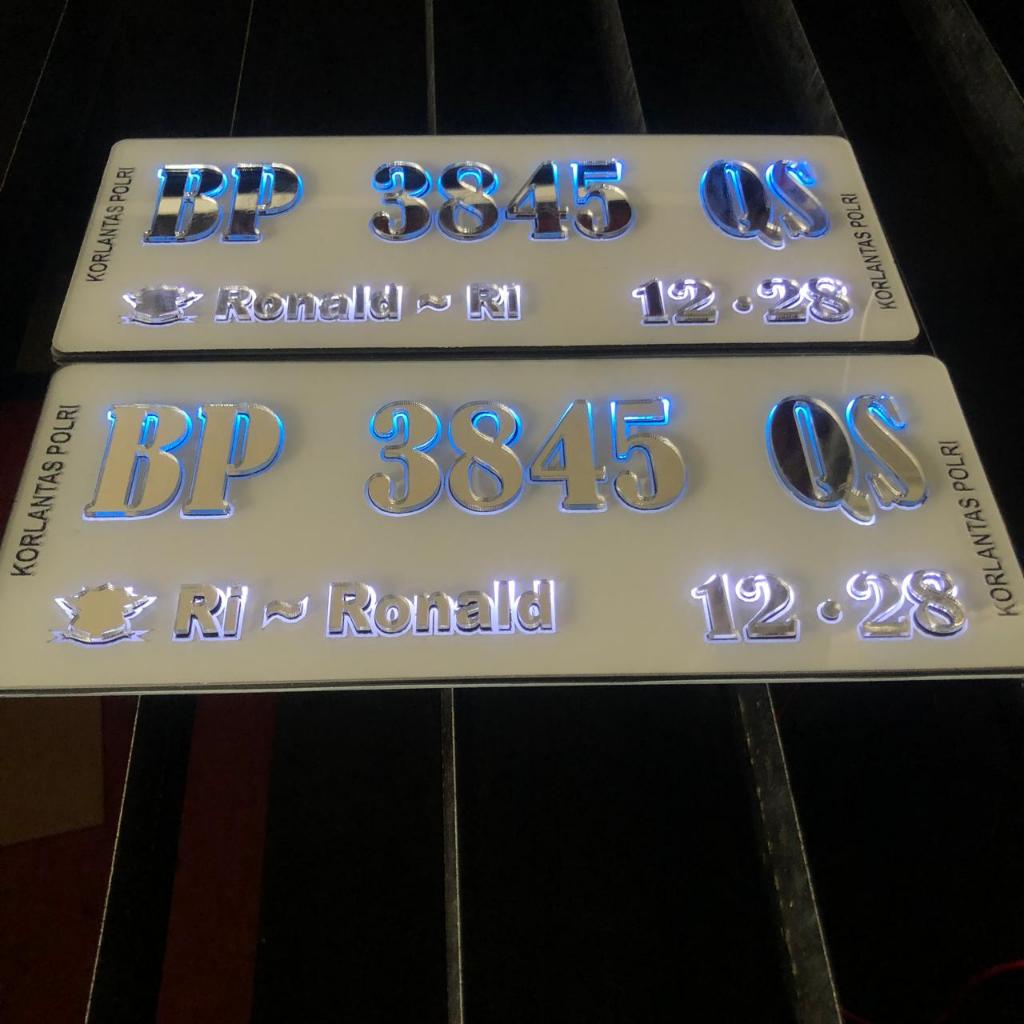 KORLANTAS POLRI
BP 3845 QS
KORLANTAS POLRI
Ronald ~ Ri 12·28
KORLANTAS POLRI
BP 3845 QS
KORLANTAS POLRI
Ri ~ Ronald 12·28